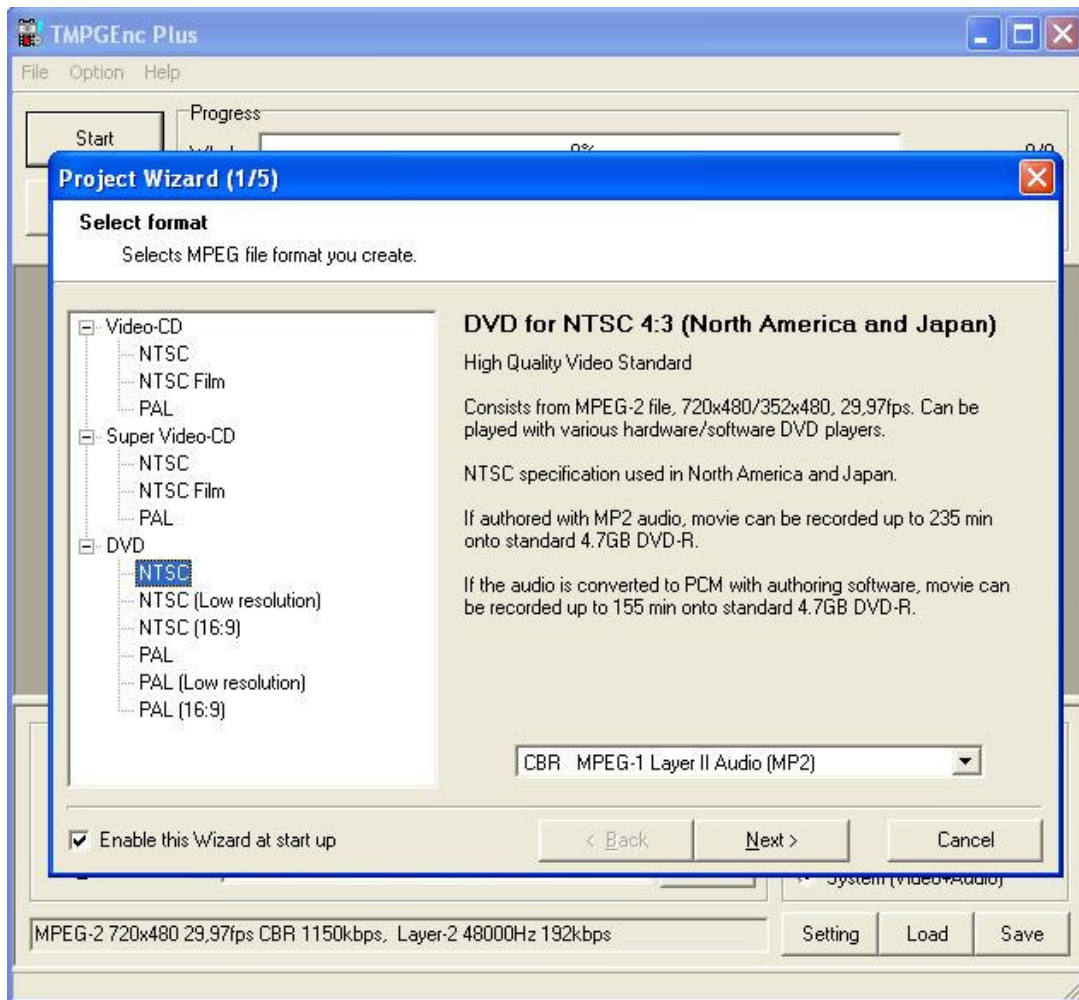 TMPGEnc Plus
File Option Help
Progress
Start
0%
0/0
Project Wizard (1/5)
Select format
Selects MPEG file format you create.
Video-CD
NTSC
NTSC Film
PAL
Super Video-CD
NTSC
NTSC Film
PAL
DVD
NTSC
NTSC (Low resolution)
NTSC (16:9)
PAL
PAL (Low resolution)
PAL (16:9)
DVD for NTSC 4:3 (North America and Japan)
High Quality Video Standard
Consists from MPEG-2 file, 720x480/352x480, 29,97fps. Can be
played with various hardware/software DVD players.
NTSC specification used in North America and Japan.
If authored with MP2 audio, movie can be recorded up to 235 min
onto standard 4.7GB DVD-R.
If the audio is converted to PCM with authoring software, movie can
be recorded up to 155 min onto standard 4.7GB DVD-R.
CBR MPEG-1 Layer II Audio (MP2)
Enable this Wizard at start up
< Back
Next >
Cancel
System (Video+Audio)
MPEG-2 720x480 29,97fps CBR 1150kbps, Layer-2 48000Hz 192kbps
Setting
Load
Save